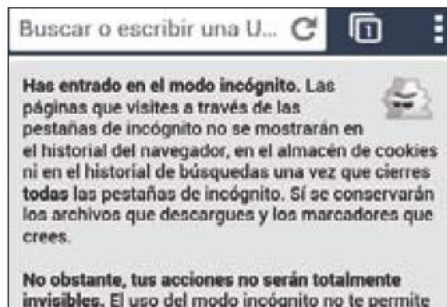 Buscar o escribir una U...
1
Has entrado en el modo incógnito. Las
páginas que visites a través de las
pestañas de incógnito no se mostrarán en
el historial del navegador, en el almacén de cookies
ni en el historial de búsquedas una vez que cierres
todas las pestañas de incógnito. Sí se conservarán
los archivos que descargues y los marcadores que
crees.
No obstante, tus acciones no serán totalmente
invisibles. El uso del modo incógnito no te permite